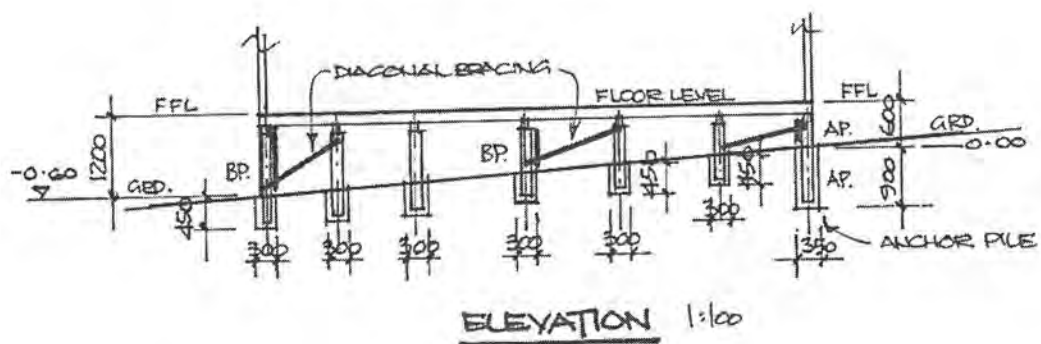 DIAGONAL BRACING
FFL
FLOOR LEVEL
FFL
1200
600
BP.
BP.
AP.
GRD.
-0.60
0.00
GRD.
450
450
450
AP.
900
300
300
300
300
300
300
350
ANCHOR PILE
ELEVATION 1:100